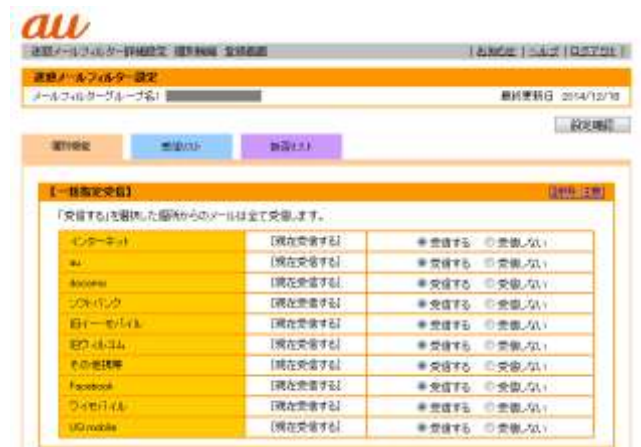 au
迷惑メールフィルター詳細設定 個別機能 登録画面
| お知らせ | ヘルプ | ログアウト |
迷惑メールフィルター設定
メールフィルターグループ名:
最終更新日 2014/12/10
設定確認
個別機能 受信リスト 拒否リスト
【一括指定受信】
「受信する」を選択した個所からのメールは全て受信します。
インターネット [現在受信する] 受信する 受信しない
au [現在受信する] 受信する 受信しない
docomo [現在受信する] 受信する 受信しない
ソフトバンク [現在受信する] 受信する 受信しない
旧イー・モバイル [現在受信する] 受信する 受信しない
旧ウィルコム [現在受信する] 受信する 受信しない
その他携帯 [現在受信する] 受信する 受信しない
Facebook [現在受信する] 受信する 受信しない
ワイモバイル [現在受信する] 受信する 受信しない
UQ mobile [現在受信する] 受信する 受信しない